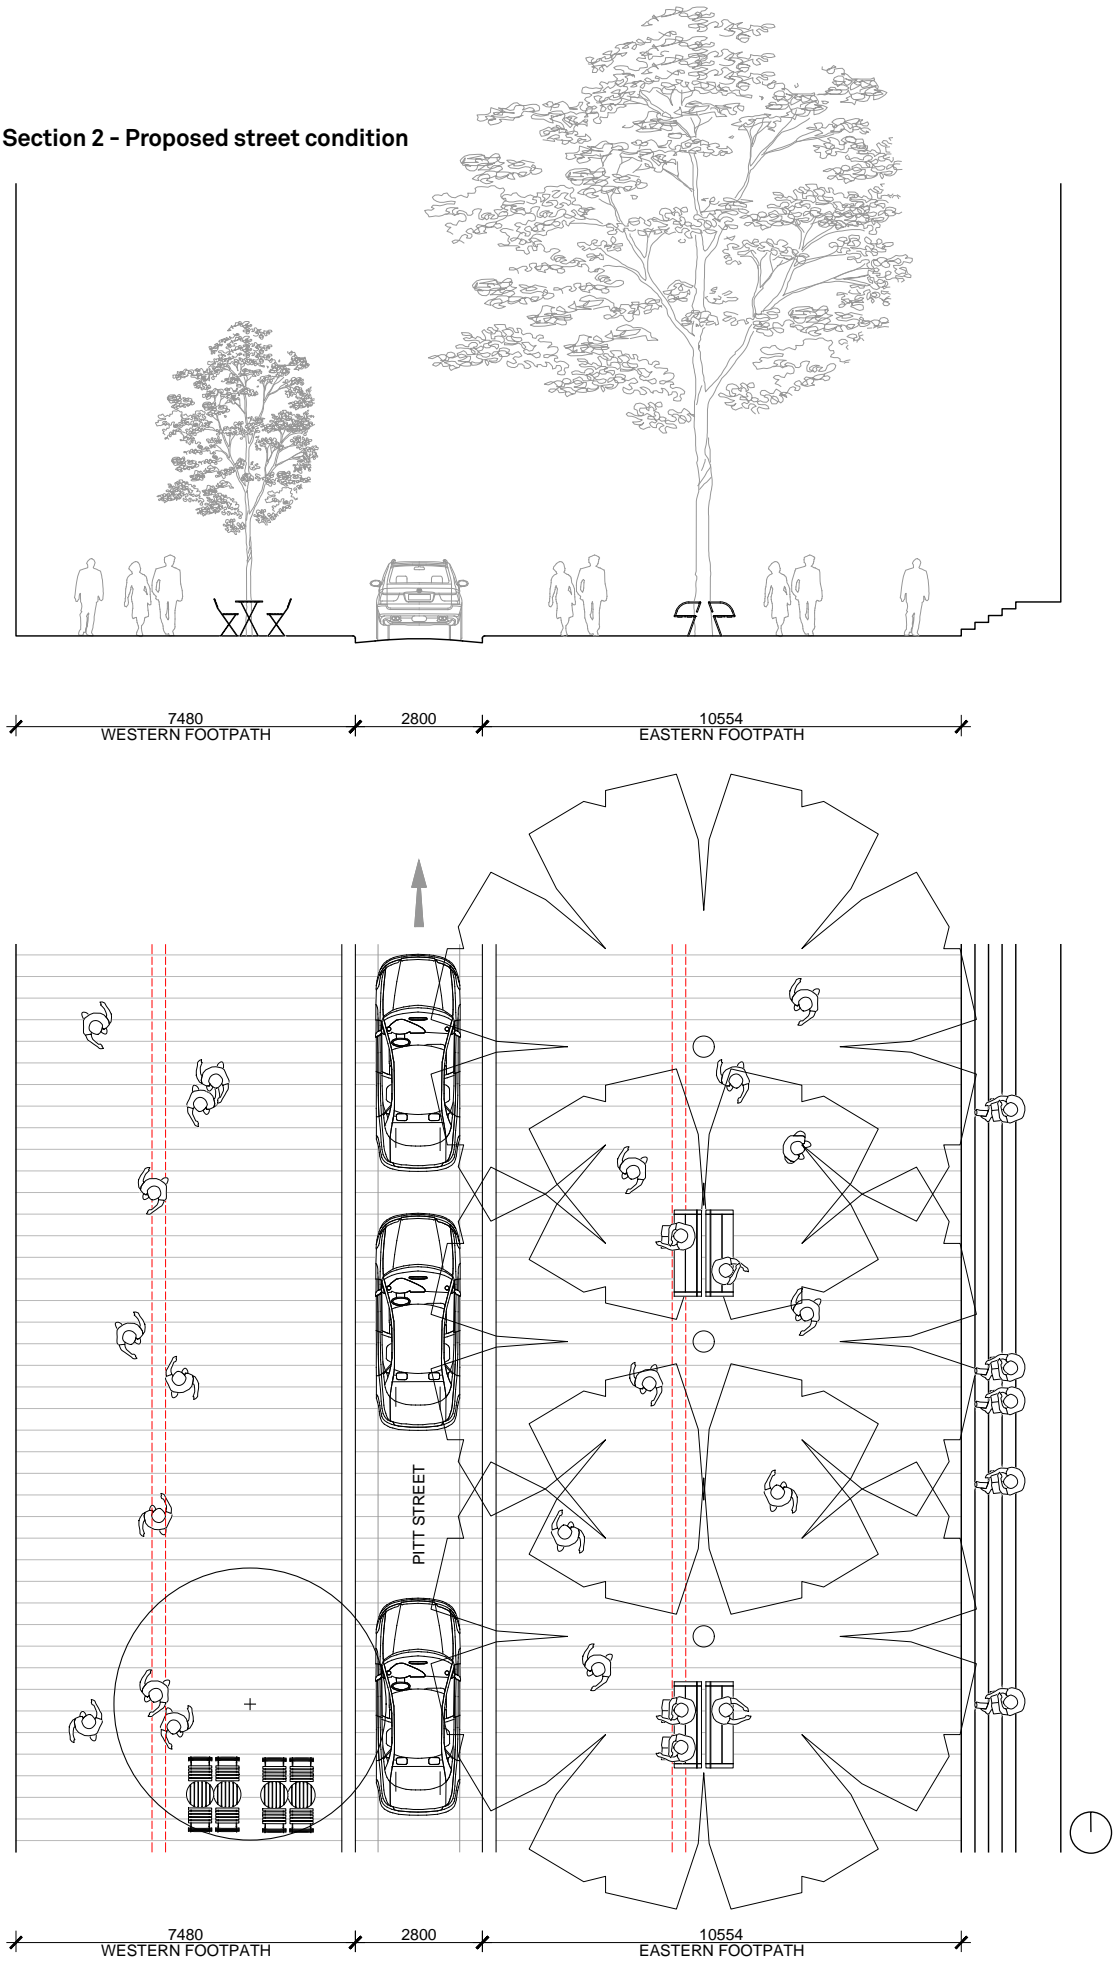 Section 2 - Proposed street condition
7480
2800
10554
WESTERN FOOTPATH
EASTERN FOOTPATH
PITT STREET
7480
2800
10554
WESTERN FOOTPATH
EASTERN FOOTPATH